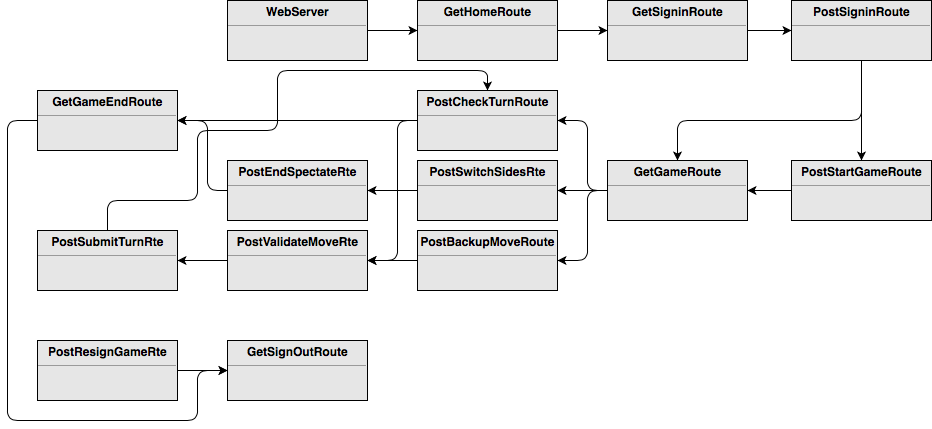 WebServer
GetHomeRoute
GetSigninRoute
PostSigninRoute
GetGameEndRoute
PostCheckTurnRoute
PostEndSpectateRte
PostSwitchSidesRte
GetGameRoute
PostStartGameRoute
PostSubmitTurnRte
PostValidateMoveRte
PostBackupMoveRoute
PostResignGameRte
GetSignOutRoute